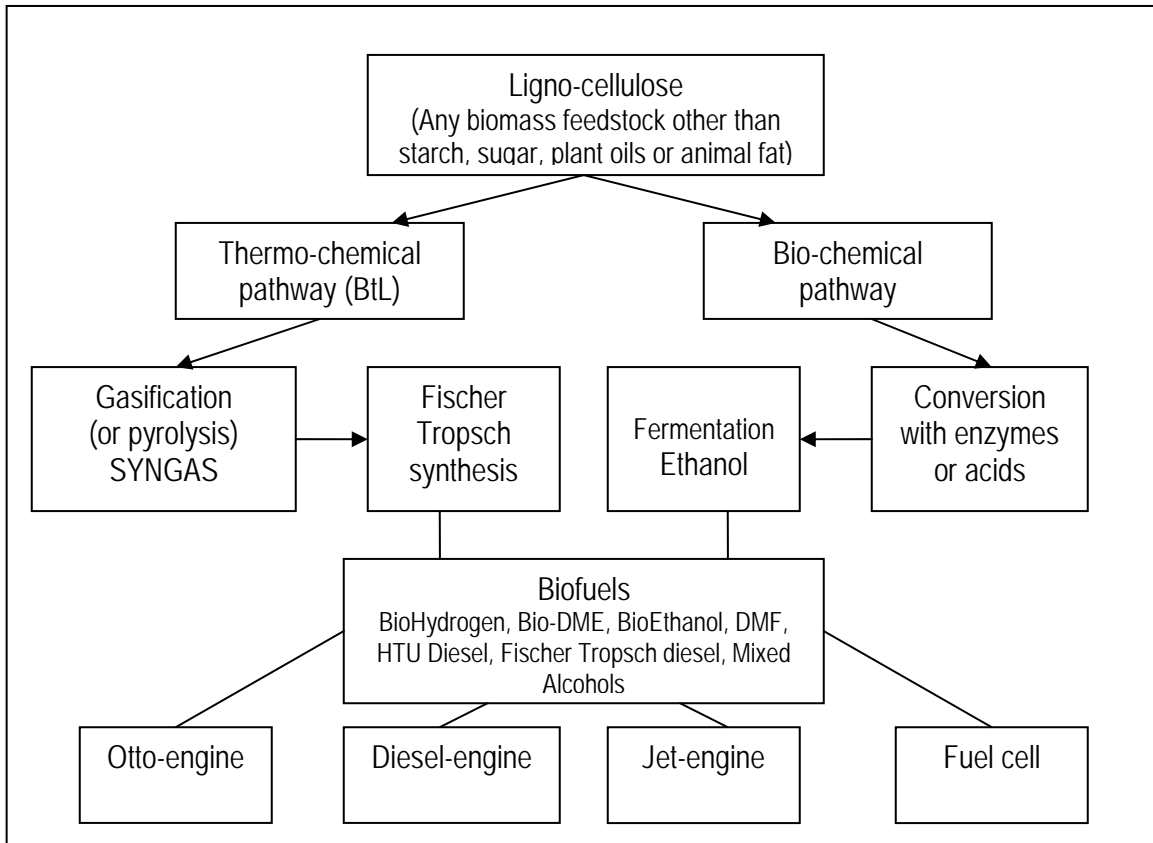 Ligno-cellulose
(Any biomass feedstock other than
starch, sugar, plant oils or animal fat)
Thermo-chemical
pathway (BtL)
Bio-chemical
pathway
Gasification
(or pyrolysis)
SYNGAS
Fischer
Tropsch
synthesis
Fermentation
Ethanol
Conversion
with enzymes
or acids
Biofuels
BioHydrogen, Bio-DME, BioEthanol, DMF,
HTU Diesel, Fischer Tropsch diesel, Mixed
Alcohols
Otto-engine
Diesel-engine
Jet-engine
Fuel cell